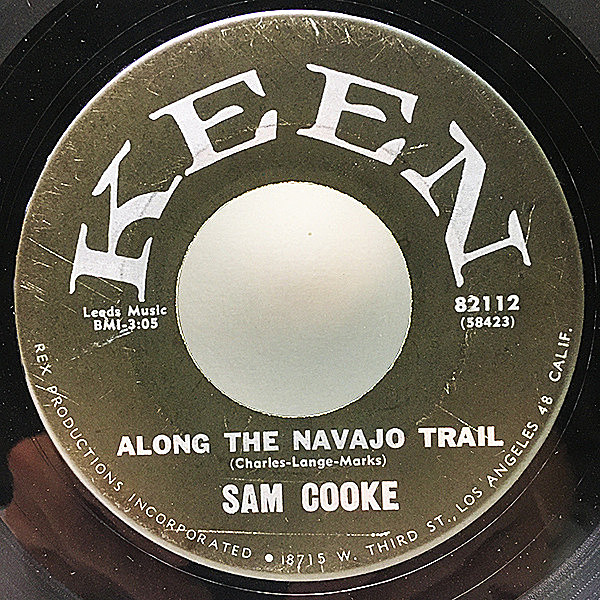 KEEN
Leeds Music
BMI-3:05
82112
(58423)
ALONG THE NAVAJO TRAIL
(Charles-Lange-Marks)
SAM COOKE
REX PRODUCTIONS INCORPORATED • 8715 W. THIRD ST., LOS ANGELES 48 CALIF.